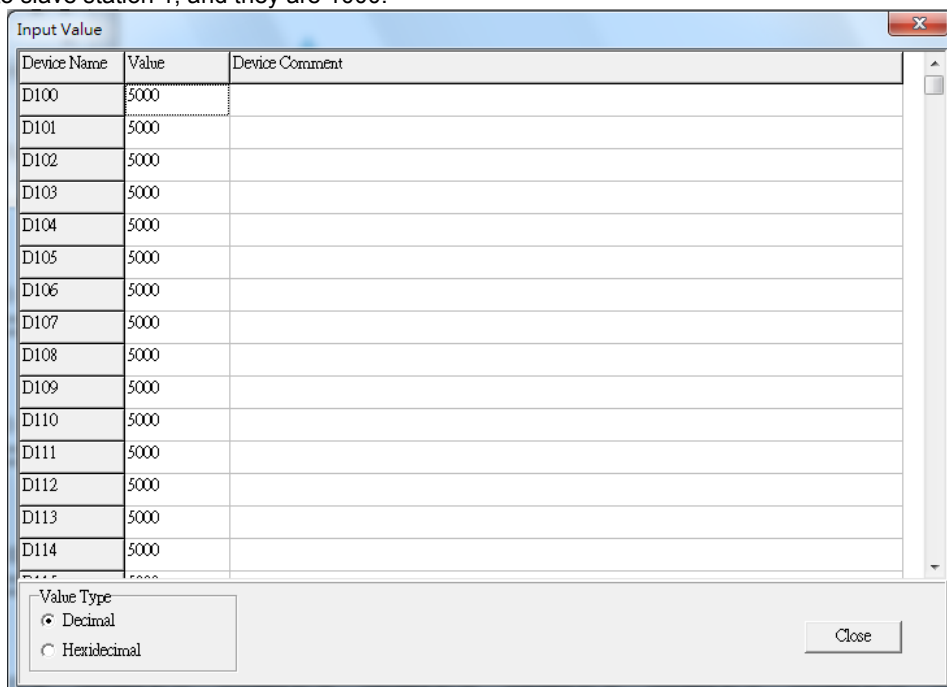 slave station 1, and they are 1000.
Input Value
Device Name Value Device Comment
D100 5000
D101 5000
D102 5000
D103 5000
D104 5000
D105 5000
D106 5000
D107 5000
D108 5000
D109 5000
D110 5000
D111 5000
D112 5000
D113 5000
D114 5000
Value Type
Decimal
Hexidecimal
Close